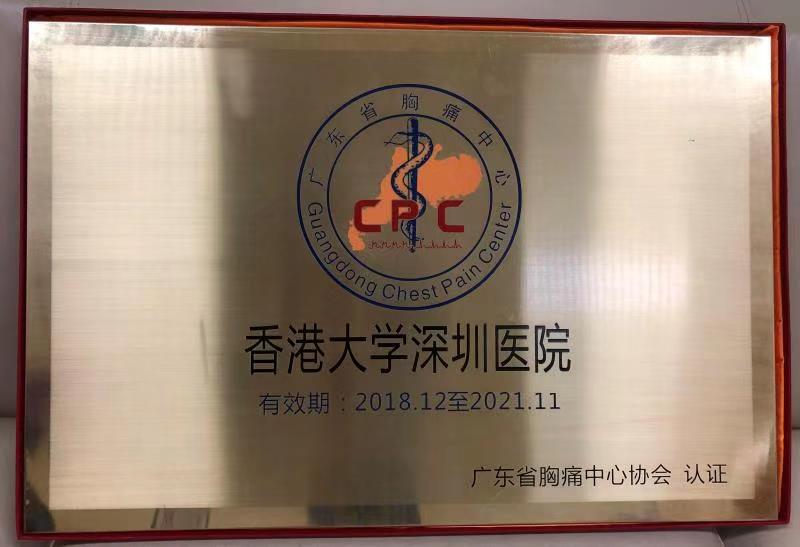 广东省胸痛中心
CPC
Guangdong Chest Pain Center
香港大学深圳医院
有效期：2018.12至2021.11
广东省胸痛中心协会 认证